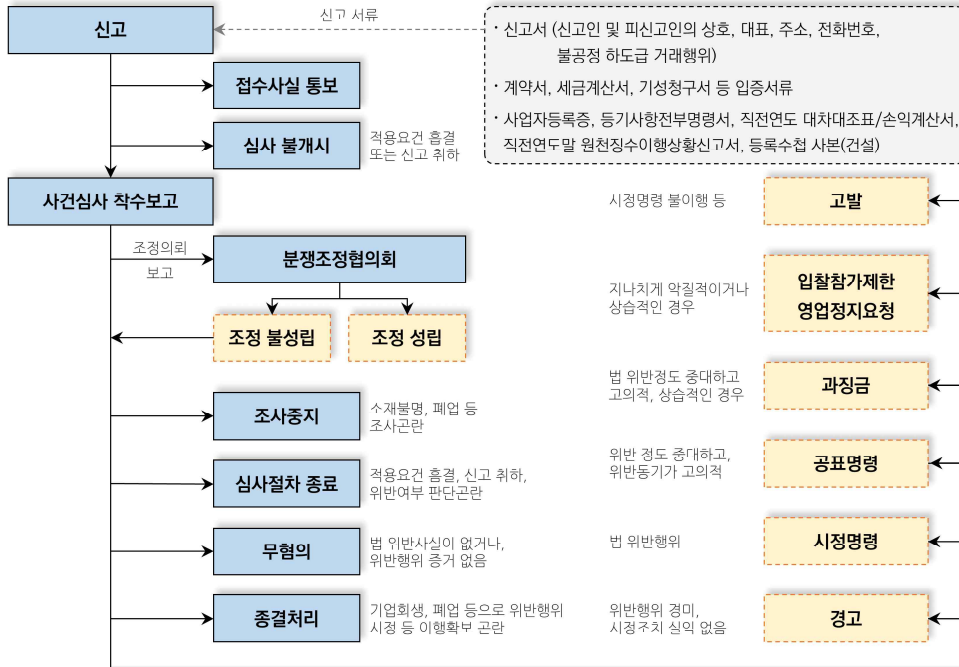 신고
신고 서류
· 신고서 (신고인 및 피신고인의 상호, 대표, 주소, 전화번호,
불공정 하도급 거래행위)
· 계약서, 세금계산서, 기성청구서 등 입증서류
· 사업자등록증, 등기사항전부명령서, 직전연도 대차대조표/손익계산서,
직전연도말 원천징수이행상황신고서, 등록수첩 사본(건설)
접수사실 통보
심사 불개시
적용요건 흠결
또는 신고 취하
사건심사 착수보고
조정의뢰
보고
분쟁조정협의회
조정 불성립
조정 성립
조사중지
소재불명, 폐업 등
조사곤란
심사절차 종료
적용요건 흠결, 신고 취하,
위반여부 판단곤란
무혐의
법 위반사실이 없거나,
위반행위 증거 없음
종결처리
기업회생, 폐업 등으로 위반행위
시정 등 이행확보 곤란
시정명령 불이행 등
고발
지나치게 악질적이거나
상습적인 경우
입찰참가제한
영업정지요청
법 위반정도 중대하고
고의적, 상습적인 경우
과징금
위반 정도 중대하고,
위반동기가 고의적
공표명령
법 위반행위
시정명령
위반행위 경미,
시정주치 실익 없음
경고